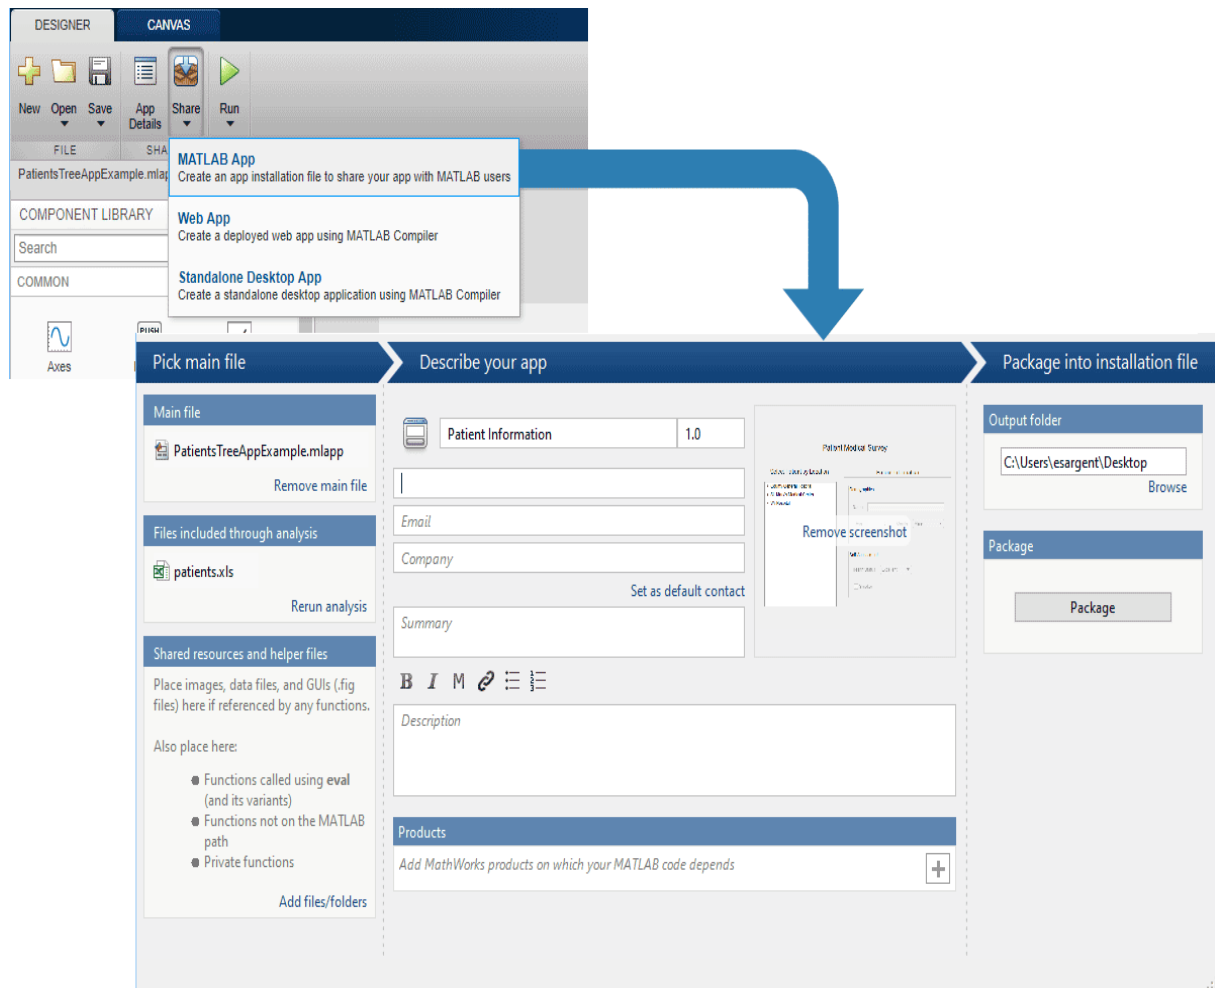 DESIGNER
CANVAS
New
Open
Save
App
Details
Share
Run
FILE
SHA
PatientsTreeAppExample.mlap
MATLAB App
Create an app installation file to share your app with MATLAB users
Web App
Create a deployed web app using MATLAB Compiler
Standalone Desktop App
Create a standalone desktop application using MATLAB Compiler
COMPONENT LIBRARY
Search
COMMON
PUSH
Axes
Pick main file
Describe your app
Package into installation file
Main file
PatientsTreeAppExample.mlapp
Remove main file
Files included through analysis
patients.xls
Rerun analysis
Shared resources and helper files
Place images, data files, and GUIs (.fig
files) here if referenced by any functions.
Also place here:
Functions called using eval
(and its variants)
Functions not on the MATLAB
path
Private functions
Add files/folders
Patient Information
1.0
Email
Company
Set as default contact
Summary
Patient Medical Survey
Remove screenshot
B I M
Description
Products
Add MathWorks products on which your MATLAB code depends
Output folder
C:\Users\esargent\Desktop
Browse
Package
Package